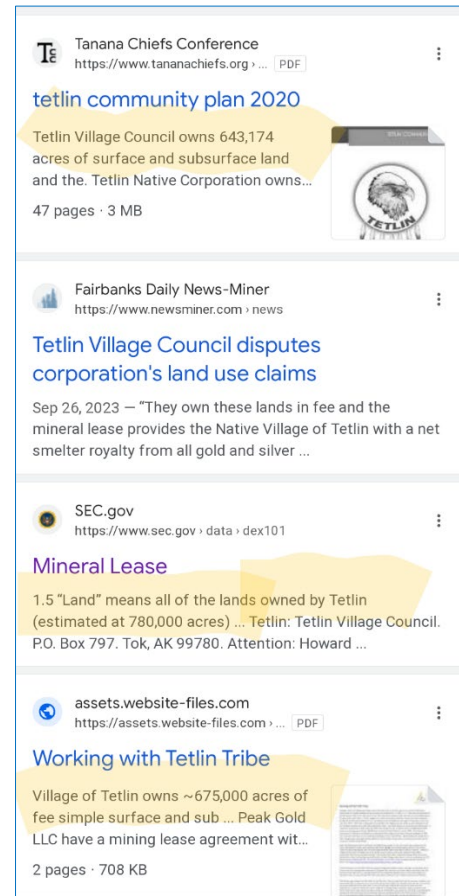 Tanana Chiefs Conference
https://www.tananachiefs.org › ... PDF
tetlin community plan 2020
Tetlin Village Council owns 643,174
acres of surface and subsurface land
and the. Tetlin Native Corporation owns...
47 pages · 3 MB
TETLIN
Fairbanks Daily News-Miner
https://www.newsminer.com › news
Tetlin Village Council disputes
corporation's land use claims
Sep 26, 2023 — “They own these lands in fee and the
mineral lease provides the Native Village of Tetlin with a net
smelter royalty from all gold and silver ...
SEC.gov
https://www.sec.gov › data › dex101
Mineral Lease
1.5 “Land” means all of the lands owned by Tetlin
(estimated at 780,000 acres) ... Tetlin: Tetlin Village Council.
P.O. Box 797. Tok, AK 99780. Attention: Howard ...
assets.website-files.com
https://assets.website-files.com › ... PDF
Working with Tetlin Tribe
Village of Tetlin owns ~675,000 acres of
fee simple surface and sub ... Peak Gold
LLC have a mining lease agreement wit...
2 pages · 708 KB